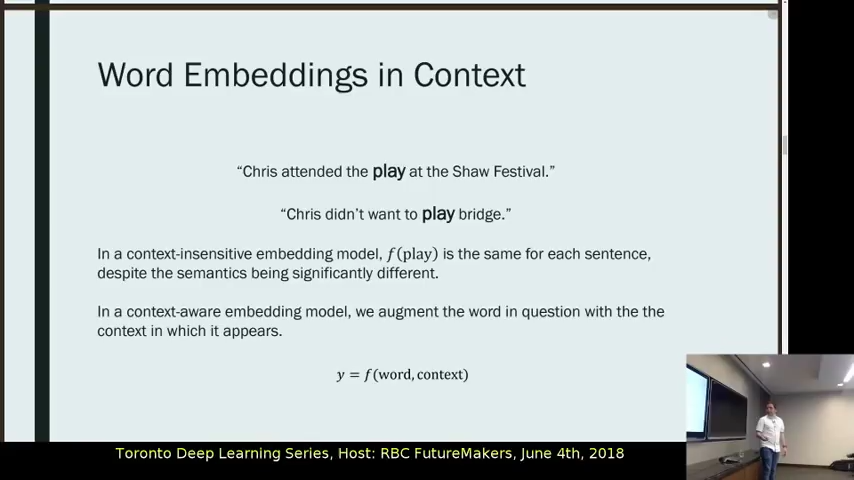 Word Embeddings in Context
“Chris attended the play at the Shaw Festival.”
“Chris didn’t want to play bridge.”
In a context-insensitive embedding model, f(play) is the same for each sentence,
despite the semantics being significantly different.
In a context-aware embedding model, we augment the word in question with the the
context in which it appears.
y = f(word, context)
Toronto Deep Learning Series, Host: RBC FutureMakers, June 4th, 2018